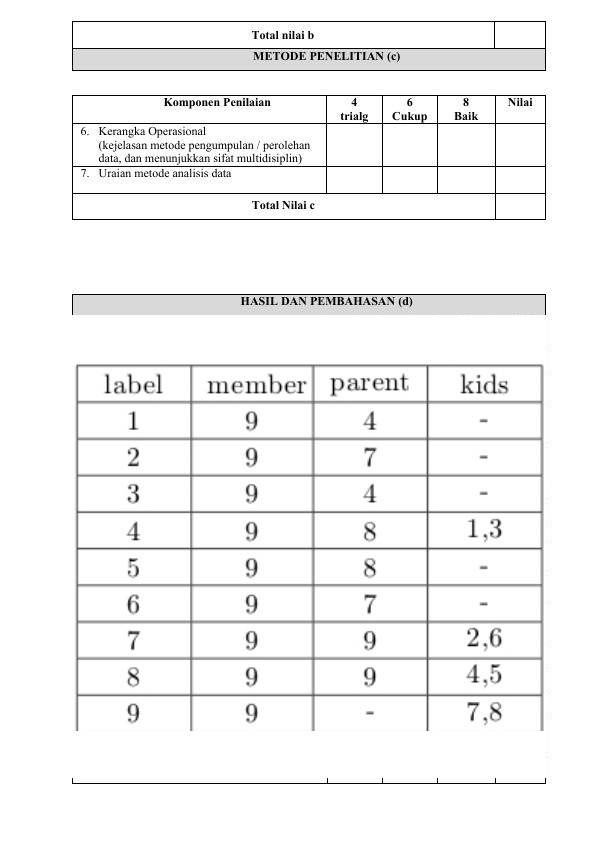 Total nilai b
METODE PENELITIAN (c)
Komponen Penilaian 4 6 8 Nilai
trialg Cukup Baik
6. Kerangka Operasional
(kejelasan metode pengumpulan / perolehan
data, dan menunjukkan sifat multidisiplin)
7. Uraian metode analisis data
Total Nilai c
HASIL DAN PEMBAHASAN (d)
label member parent kids
1 9 4 -
2 9 7 -
3 9 4 -
4 9 8 1,3
5 9 8 -
6 9 7 -
7 9 9 2,6
8 9 9 4,5
9 9 - 7,8